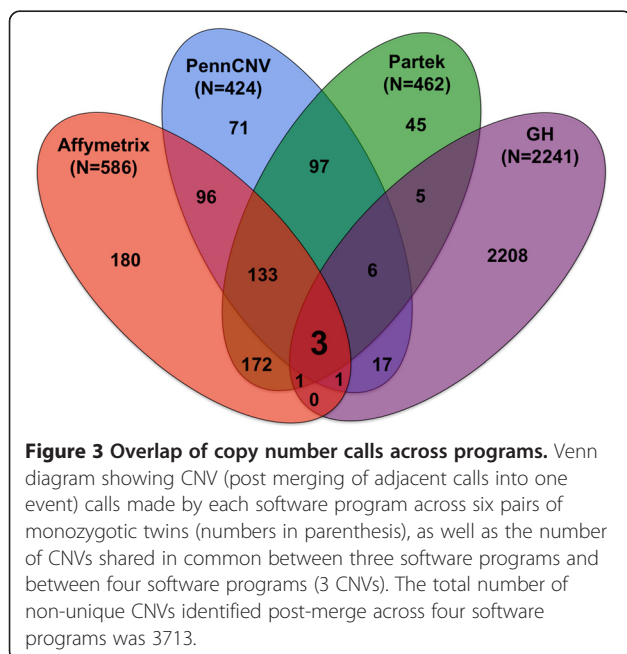 PennCNV
(N=424)
Partek
(N=462)
Affymetrix
(N=586)
GH
(N=2241)
71
45
97
96
5
180
2208
133
6
3
172
17
1
1
0
Figure 3 Overlap of copy number calls across programs. Venn
diagram showing CNV (post merging of adjacent calls into one
event) calls made by each software program across six pairs of
monozygotic twins (numbers in parenthesis), as well as the number
of CNVs shared in common between three software programs and
between four software programs (3 CNVs). The total number of
non-unique CNVs identified post-merge across four software
programs was 3713.